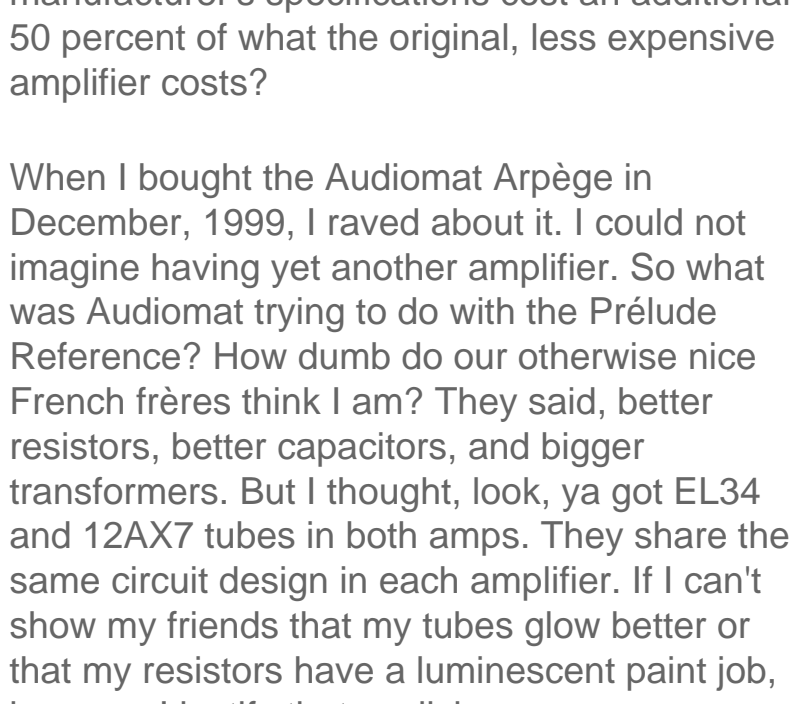 manufacturer's specifications cost an additional
50 percent of what the original, less expensive
amplifier costs?
When I bought the Audiomat Arpège in
December, 1999, I raved about it. I could not
imagine having yet another amplifier. So what
was Audiomat trying to do with the Prélude
Reference? How dumb do our otherwise nice
French frères think I am? They said, better
resistors, better capacitors, and bigger
transformers. But I thought, look, ya got EL34
and 12AX7 tubes in both amps. They share the
same circuit design in each amplifier. If I can't
show my friends that my tubes glow better or
that my resistors have a luminescent paint job,